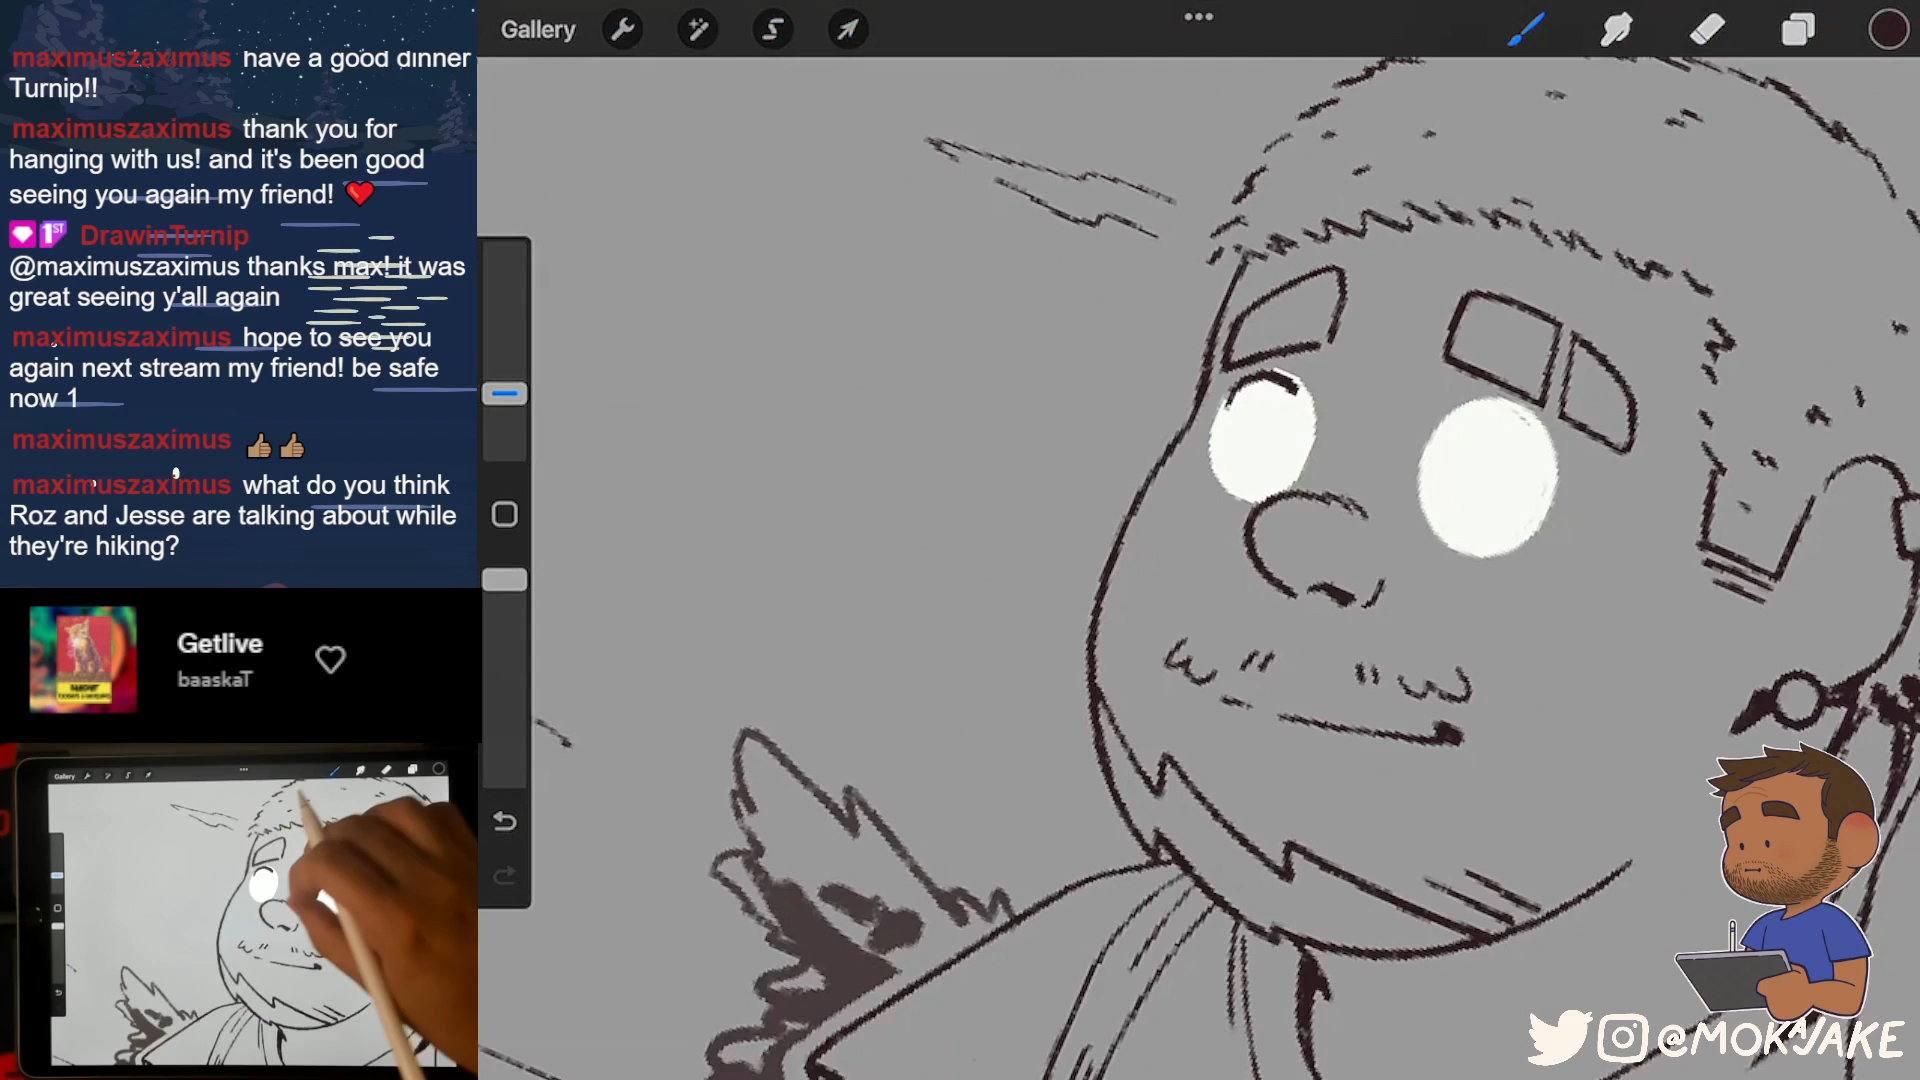 maximuszaximus have a good dinner
Turnip!!
maximuszaximus thank you for
hanging with us! and it's been good
seeing you again my friend! ❤️
1ST DrawinTurnip
@maximuszaximus thanks max! it was
great seeing y'all again
maximuszaximus hope to see you
again next stream my friend! be safe
now 1
maximuszaximus 👍🏽👍🏽
maximuszaximus what do you think
Roz and Jesse are talking about while
they're hiking?
Getlive
baaskaT
Gallery
Gallery
@MOKAJAKE